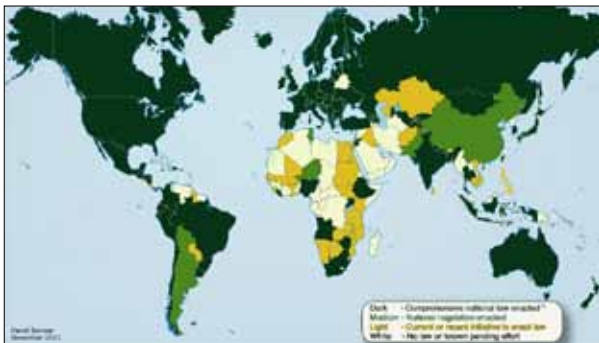 Dark - Comprehensive national law enacted
Medium - National regulation enacted
Light - Current or recent initiative to enact law
White - No law or known pending effort
David Banisar
November 2011